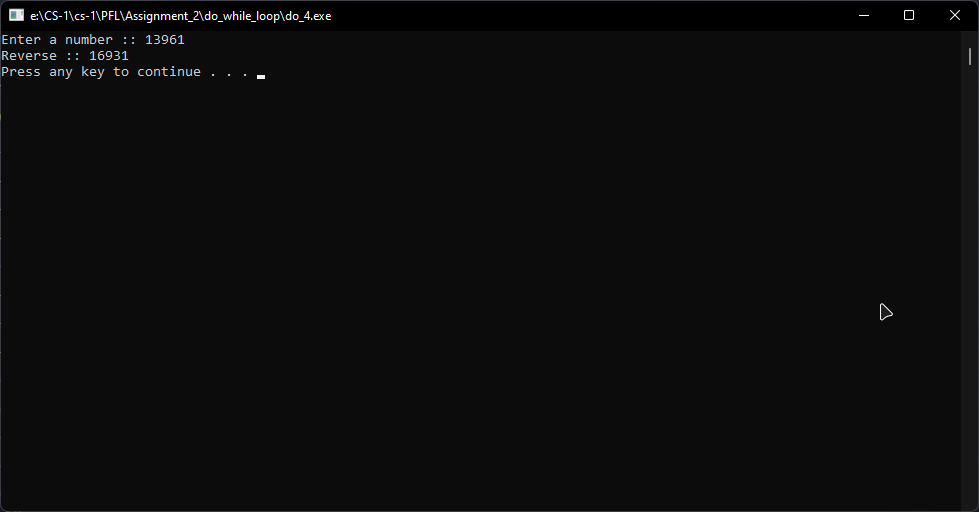 e:\CS-1\cs-1\PFL\Assignment_2\do_while_loop\do_4.exe
Enter a number :: 13961
Reverse :: 16931
Press any key to continue . . .